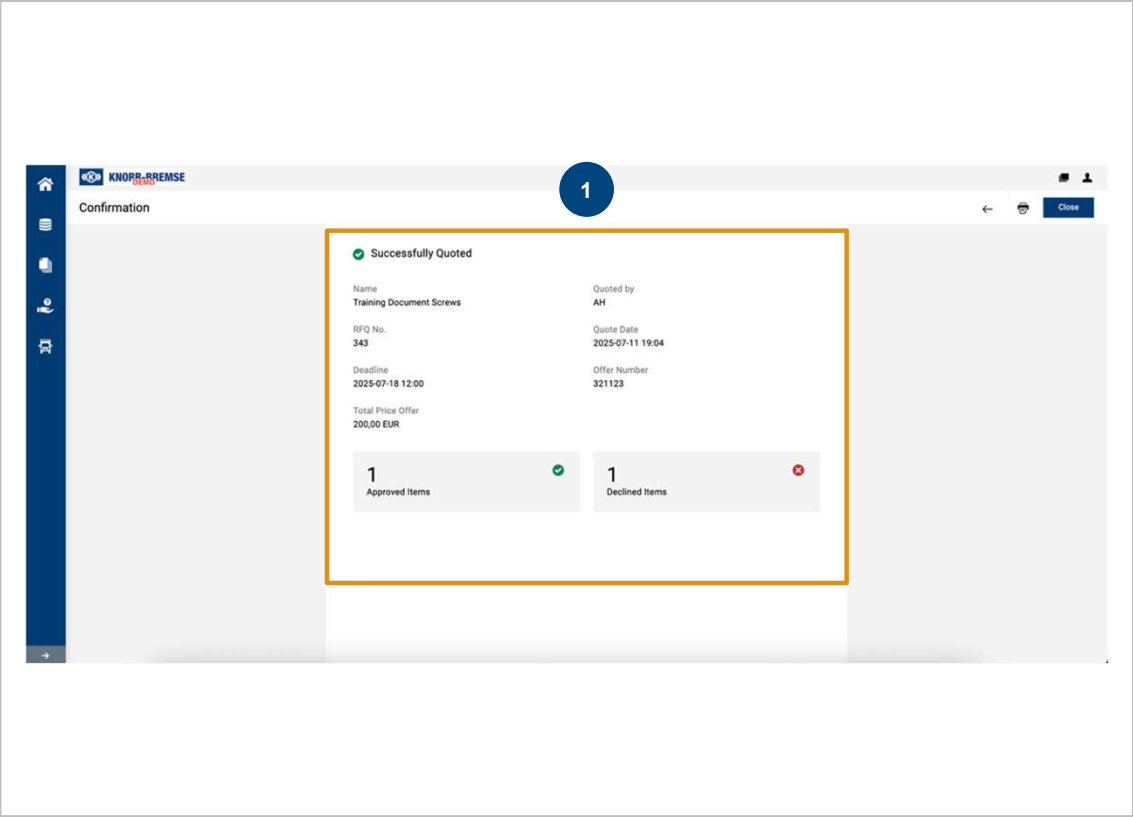 KNORR-BREMSE
DEMO
1
Confirmation
Close
Successfully Quoted
Name
Training Document Screws
Quoted by
AH
RFQ No.
343
Quote Date
2025-07-11 19:04
Deadline
2025-07-18 12:00
Offer Number
321123
Total Price Offer
200,00 EUR
1
Approved Items
1
Declined Items